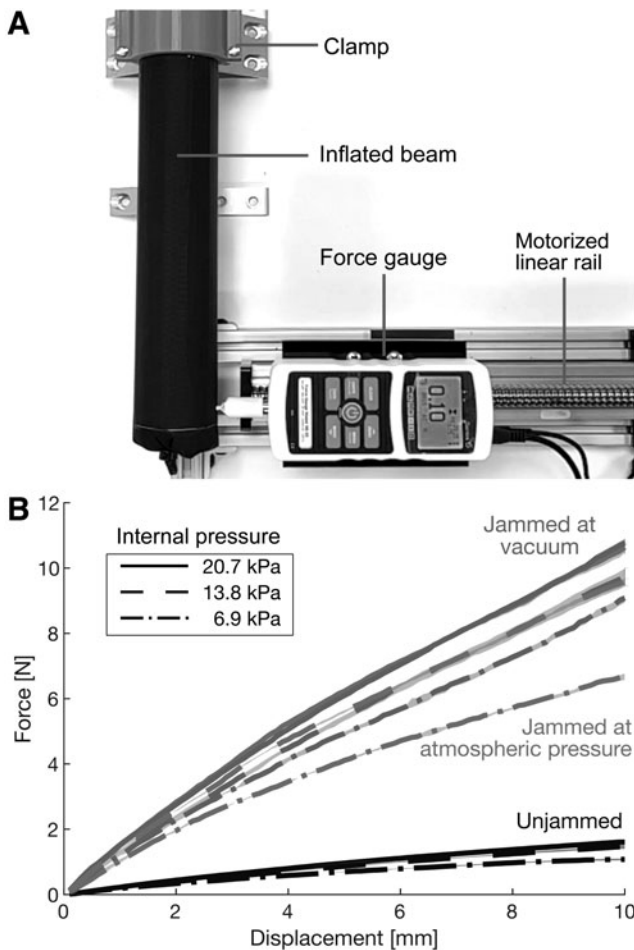 A
Clamp
Inflated beam
Force gauge
Motorized
linear rail
B
12
10
8
6
4
2
0
Force [N]
Internal pressure
20.7 kPa
13.8 kPa
6.9 kPa
Jammed at
vacuum
Jammed at
atmospheric pressure
Unjammed
0
2
4
6
8
10
Displacement [mm]